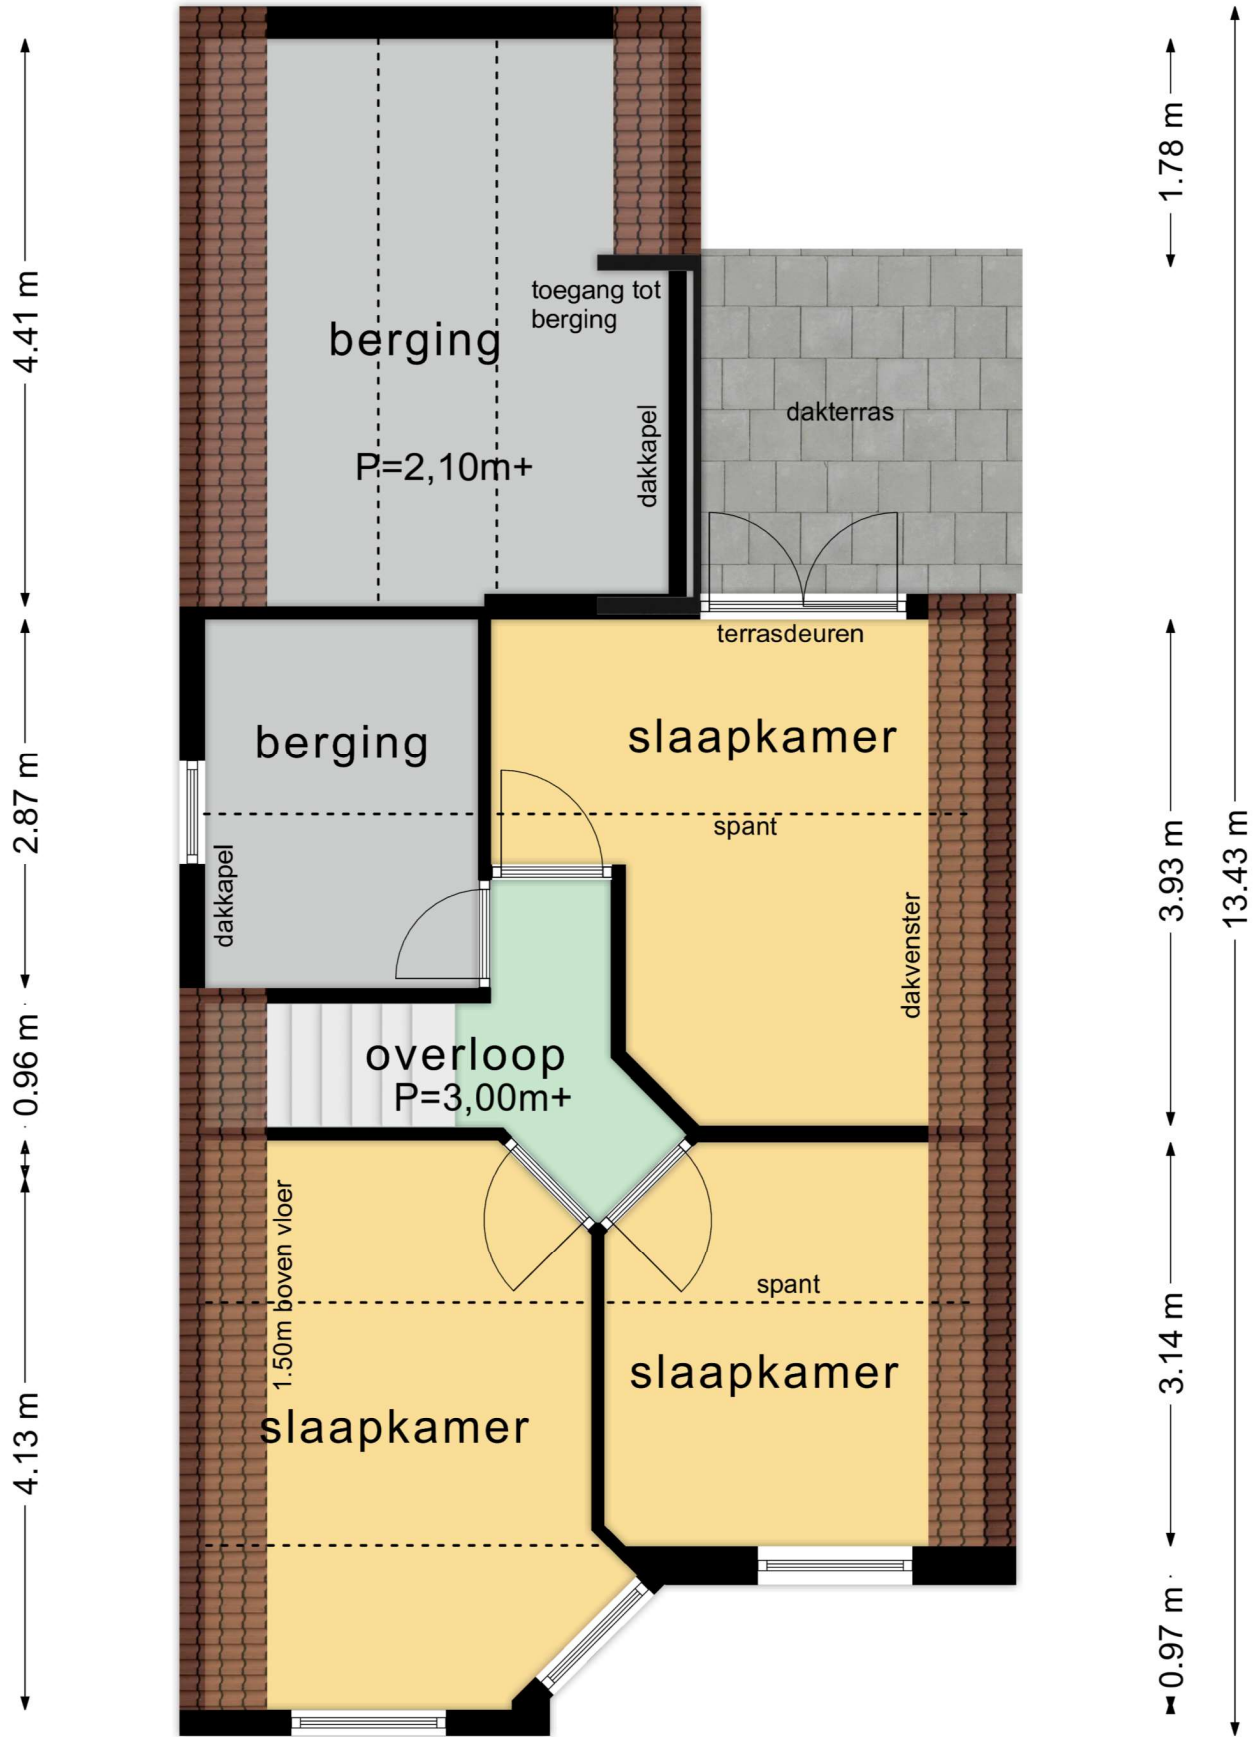 1.78 m
4.41 m
toegang tot
berging
berging
dakkapel
dakterras
P=2,10m+
terrasdeuren
berging
slaapkamer
2.87 m
spant
13.43 m
3.93 m
dakkapel
dakvenster
0.96 m
overloop
P=3,00m+
1.50m boven vloer
spant
3.14 m
slaapkamer
slaapkamer
4.13 m
0.97 m